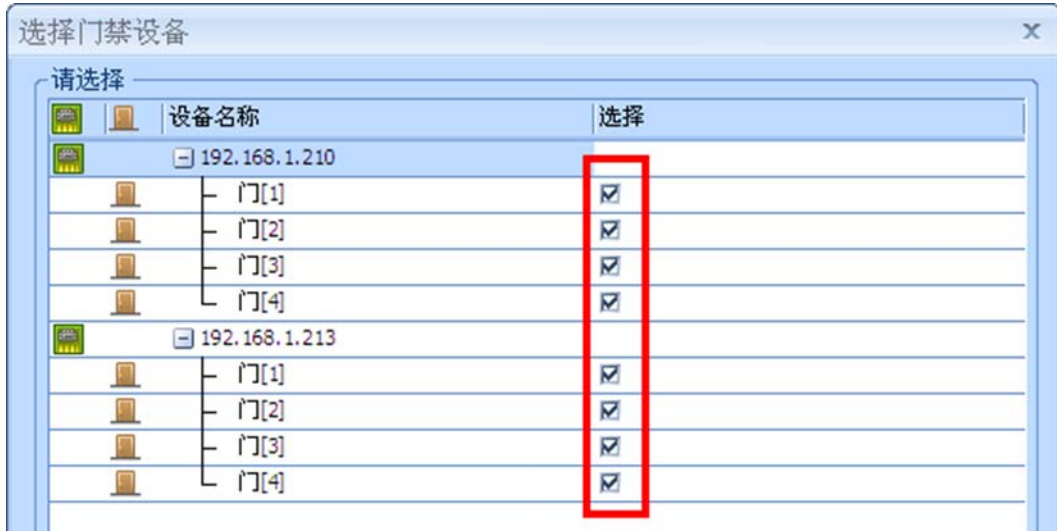 选择门禁设备
请选择
设备名称 选择
192.168.1.210
门[1]
门[2]
门[3]
门[4]
192.168.1.213
门[1]
门[2]
门[3]
门[4]